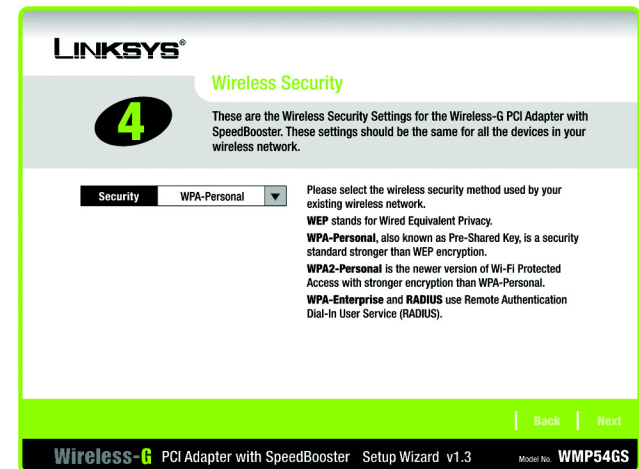 LINKSYS®
Wireless Security
4
These are the Wireless Security Settings for the Wireless-G PCI Adapter with
SpeedBooster. These settings should be the same for all the devices in your
wireless network.
Security WPA-Personal
Please select the wireless security method used by your
existing wireless network.
WEP stands for Wired Equivalent Privacy.
WPA-Personal, also known as Pre-Shared Key, is a security
standard stronger than WEP encryption.
WPA2-Personal is the newer version of Wi-Fi Protected
Access with stronger encryption than WPA-Personal.
WPA-Enterprise and RADIUS use Remote Authentication
Dial-In User Service (RADIUS).
Back Next
Wireless-G PCI Adapter with SpeedBooster Setup Wizard v1.3 Model No. WMP54GS